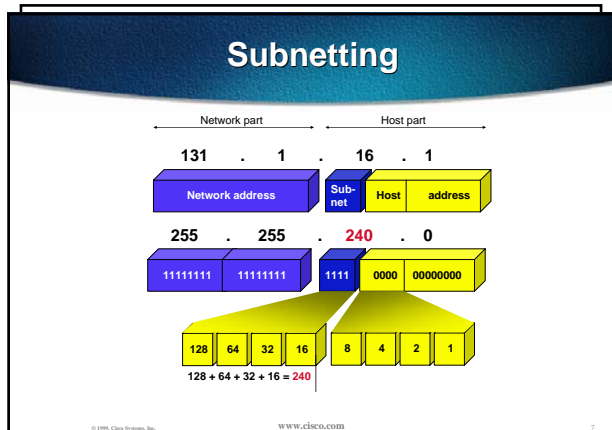 Subnetting
Network part Host part
131 . 1 . 16 . 1
Network address Sub-
net Host address
255 . 255 . 240 . 0
11111111 11111111 1111 0000 00000000
128 64 32 16 8 4 2 1
128 + 64 + 32 + 16 = 240
© 1999, Cisco Systems, Inc. www.cisco.com 7